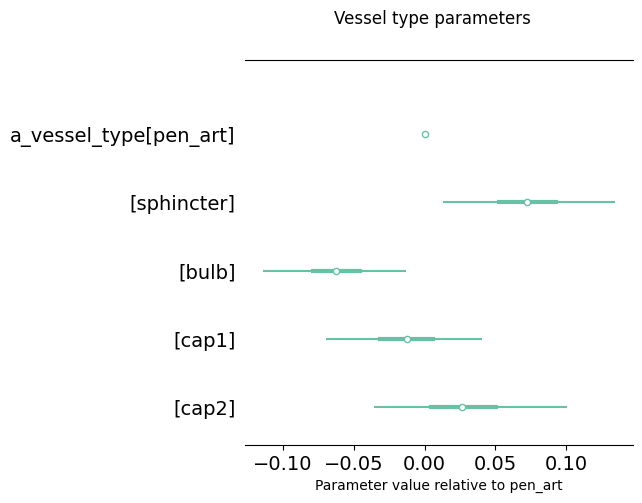 Vessel type parameters
a_vessel_type[pen_art]
[sphincter]
[bulb]
[cap1]
[cap2]
−0.10 −0.05 0.00 0.05 0.10
Parameter value relative to pen_art